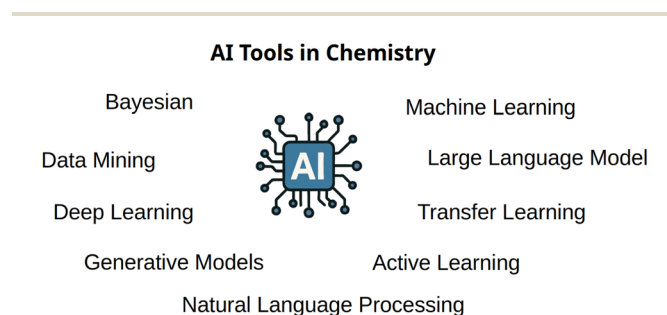 AI Tools in Chemistry
Bayesian
Machine Learning
Data Mining
AI
Large Language Model
Deep Learning
Transfer Learning
Generative Models
Active Learning
Natural Language Processing